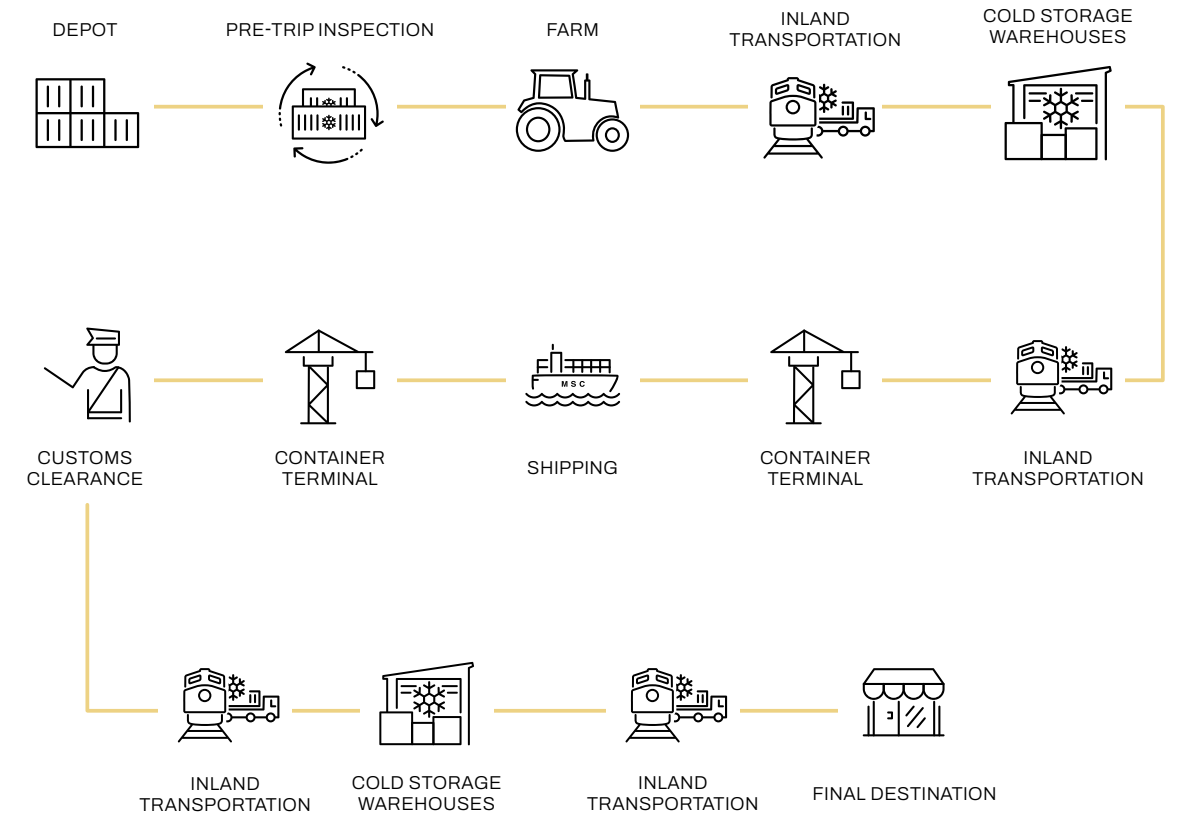 DEPOT
PRE-TRIP INSPECTION
FARM
INLAND
TRANSPORTATION
COLD STORAGE
WAREHOUSES
MSC
CUSTOMS
CLEARANCE
CONTAINER
TERMINAL
SHIPPING
CONTAINER
TERMINAL
INLAND
TRANSPORTATION
INLAND
TRANSPORTATION
COLD STORAGE
WAREHOUSES
INLAND
TRANSPORTATION
FINAL DESTINATION